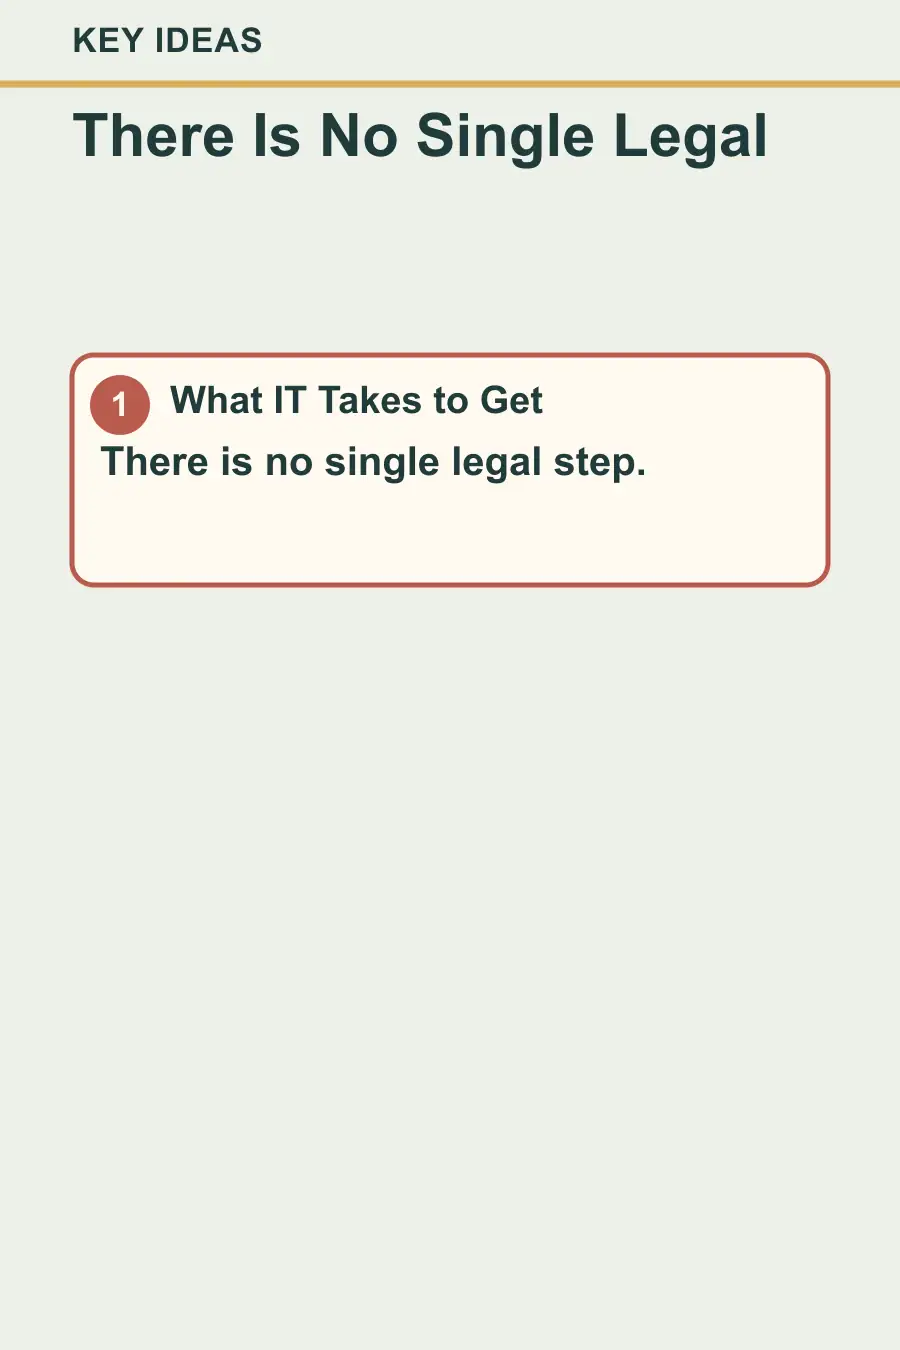 KEY IDEAS
There Is No Single Legal
1 What IT Takes to Get
There is no single legal step.